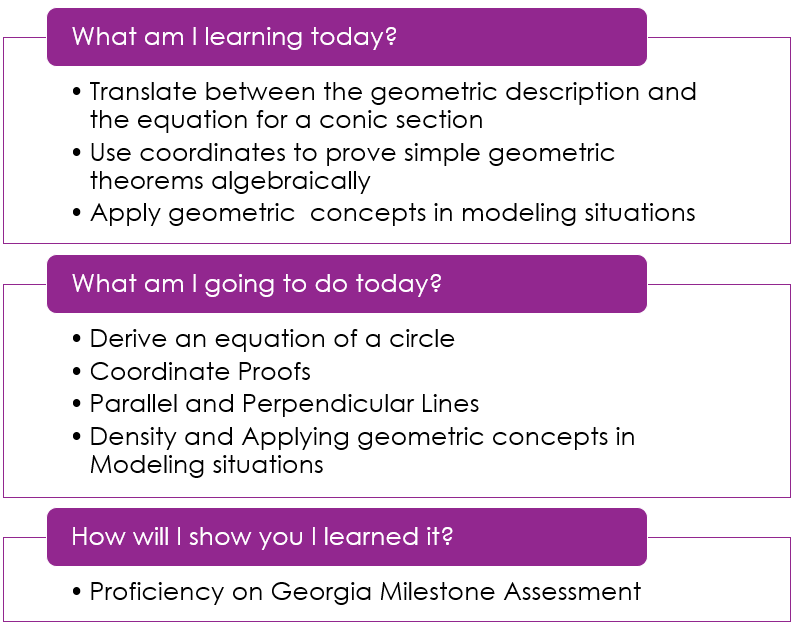 What am I learning today?
• Translate between the geometric description and
the equation for a conic section
• Use coordinates to prove simple geometric
theorems algebraically
• Apply geometric  concepts in modeling situations
What am I going to do today?
• Derive an equation of a circle
• Coordinate Proofs
• Parallel and Perpendicular Lines
• Density and Applying geometric concepts in
Modeling situations
How will I show you I learned it?
• Proficiency on Georgia Milestone Assessment